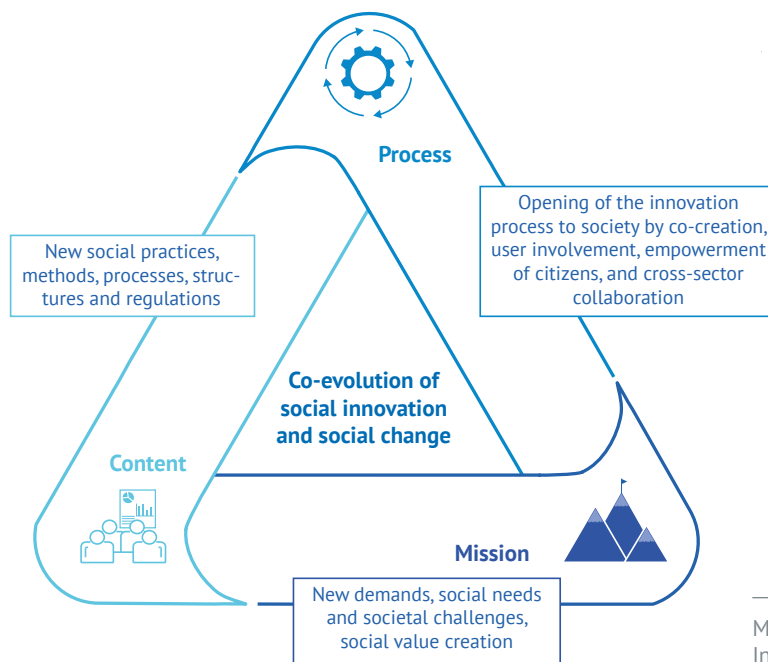 Process
Opening of the innovation
process to society by co-creation,
user involvement, empowerment
of citizens, and cross-sector
collaboration
New social practices,
methods, processes, struc-
tures and regulations
Co-evolution of
social innovation
and social change
Content
Mission
New demands, social needs
and societal challenges,
social value creation